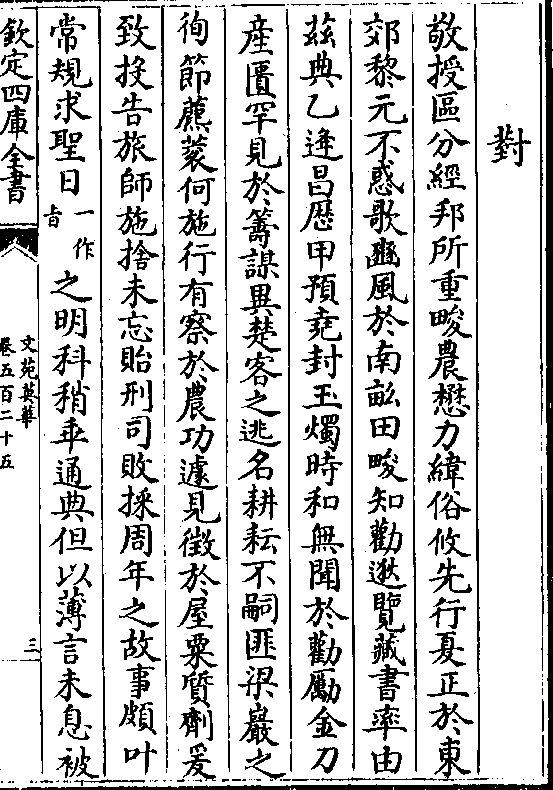 對
敬授區分經邦所重畯農懋力緯俗攸先行夏正於東
郊黎元不惑歌豳風於南畝田畯知勸逖覽藏書率由
茲典乙逢昌歴甲預堯封玉燭時和無聞於勸勵金刀
産匱罕見於籌謀異楚客之逃名耕耘不嗣匪梁巖之
徇節藨蓘何施行有察於農功遽見徵於屋粟質劑爰
致投告旅師施捨未忘貽刑司敗採周年之故事頗叶
常規求聖日一作旨之明科稍乖通典但以薄言未息被
欽定四庫全書
文苑英華
卷五百二十五
三